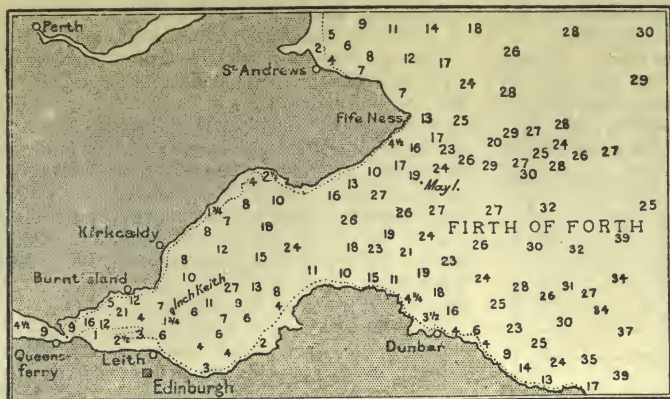 Perth
5 9 11 14 18 28 30
2 6 8 12 26
4 17
St Andrews 7 24 28 29
7
Fife Ness 13 25
4½ 16 17 20 29 27 28
23 25 24
10 17 24 26 29 27 26 27
4 2½ 13 19 May I. 30 28
1¾ 8 10 16 27
7 26 26 27 27 32 25
8 18 FIRTH OF FORTH
Kirkcaldy 12 24 18 23 19 24 26 30 32 39
8 15 21 23
10 11 10 15 11 19 24 31 34
Burntisland Inch Keith 27 13 8 28
5 12 7 6 11 9 4 4¾ 18 26 27
21 4 1¾ 7 6 3½ 16 34
4½ 9 9 16 12 3 6 6 23 30
1 2½ 4 2 4 6 25 37
Queens- 4 Dunbar 4 9
ferry Leith 3 14 24 35
Edinburgh 13 17 39